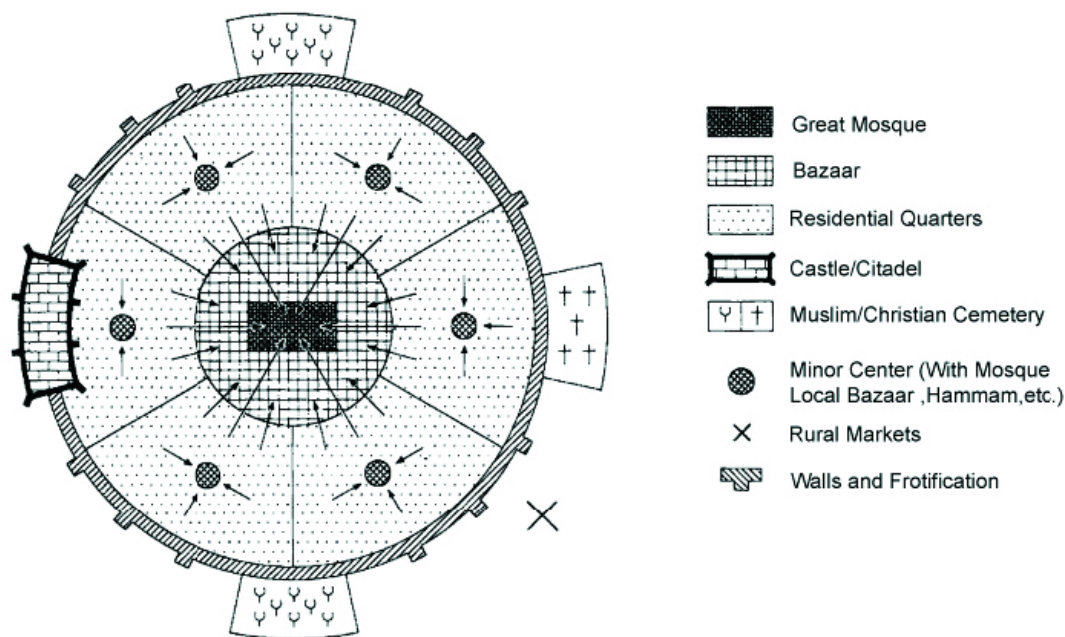 Great Mosque
Bazaar
Residential Quarters
Castle/Citadel
Muslim/Christian Cemetery
Minor Center (With Mosque
Local Bazaar ,Hammam,etc.)
Rural Markets
Walls and Frotification